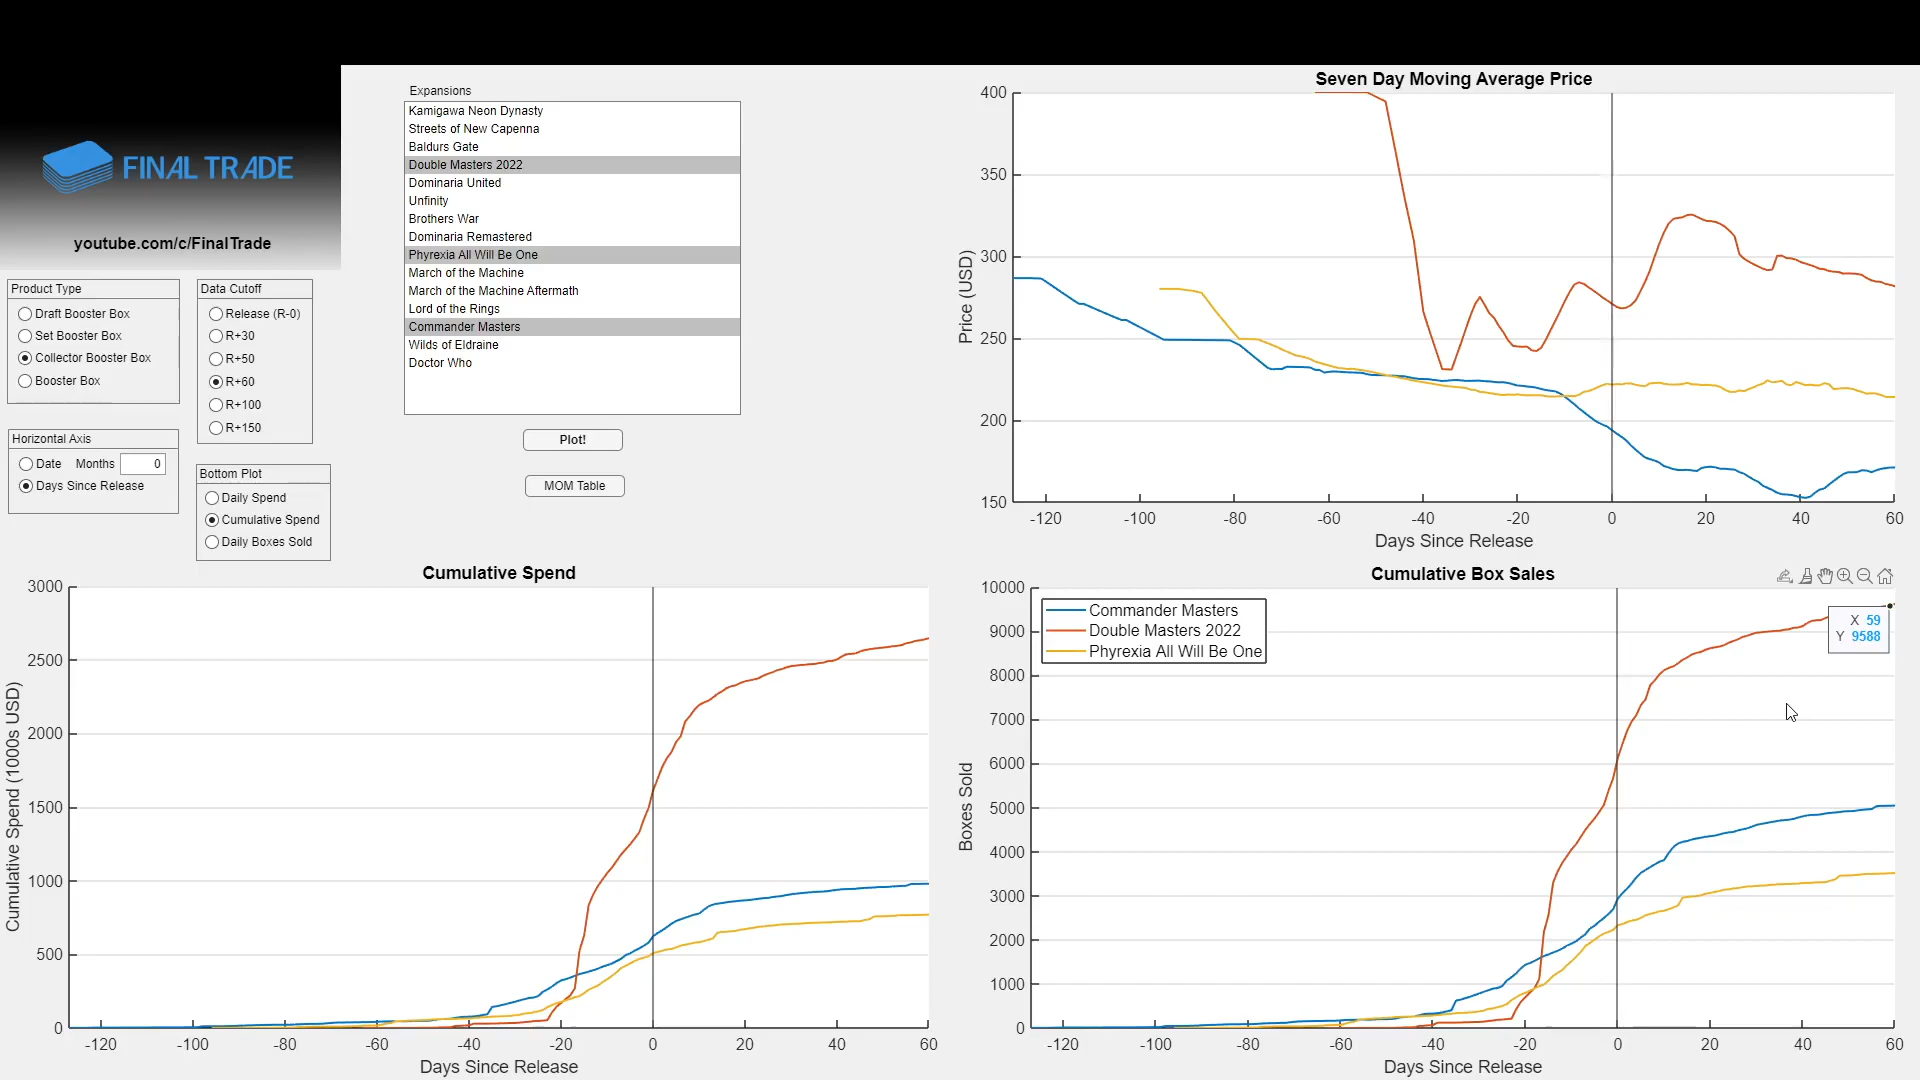 FINAL TRADE
youtube.com/c/FinalTrade
Product Type
Draft Booster Box
Set Booster Box
Collector Booster Box
Booster Box
Data Cutoff
Release (R-0)
R+30
R+50
R+60
R+100
R+150
Horizontal Axis
Date Months 0
Days Since Release
Bottom Plot
Daily Spend
Cumulative Spend
Daily Boxes Sold
Expansions
Kamigawa Neon Dynasty
Streets of New Capenna
Baldurs Gate
Double Masters 2022
Dominaria United
Unfinity
Brothers War
Dominaria Remastered
Phyrexia All Will Be One
March of the Machine
March of the Machine Aftermath
Lord of the Rings
Commander Masters
Wilds of Eldraine
Doctor Who
Plot!
MOM Table
Seven Day Moving Average Price
400
350
300
250
200
150
Price (USD)
-120 -100 -80 -60 -40 -20 0 20 40 60
Days Since Release
Cumulative Spend
3000
2500
2000
1500
1000
500
0
Cumulative Spend (1000s USD)
-120 -100 -80 -60 -40 -20 0 20 40 60
Days Since Release
Cumulative Box Sales
10000
9000
8000
7000
6000
5000
4000
3000
2000
1000
0
Boxes Sold
Commander Masters
Double Masters 2022
Phyrexia All Will Be One
X 59
Y 9588
-120 -100 -80 -60 -40 -20 0 20 40 60
Days Since Release